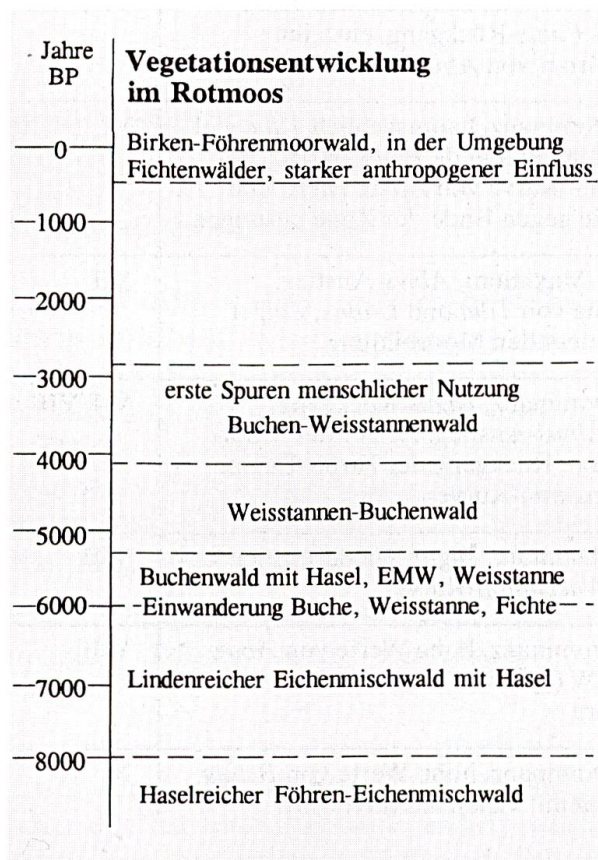 Jahre
BP
Vegetationsentwicklung
im Rotmoos
0
Birken-Föhrenmoorwald, in der Umgebung
Fichtenwälder, starker anthropogener Einfluss
1000
2000
3000
erste Spuren menschlicher Nutzung
Buchen-Weisstannenwald
4000
Weisstannen-Buchenwald
5000
Buchenwald mit Hasel, EMW, Weisstanne
6000
Einwanderung Buche, Weisstanne, Fichte
7000
Lindenreicher Eichenmischwald mit Hasel
8000
Haselreicher Föhren-Eichenmischwald